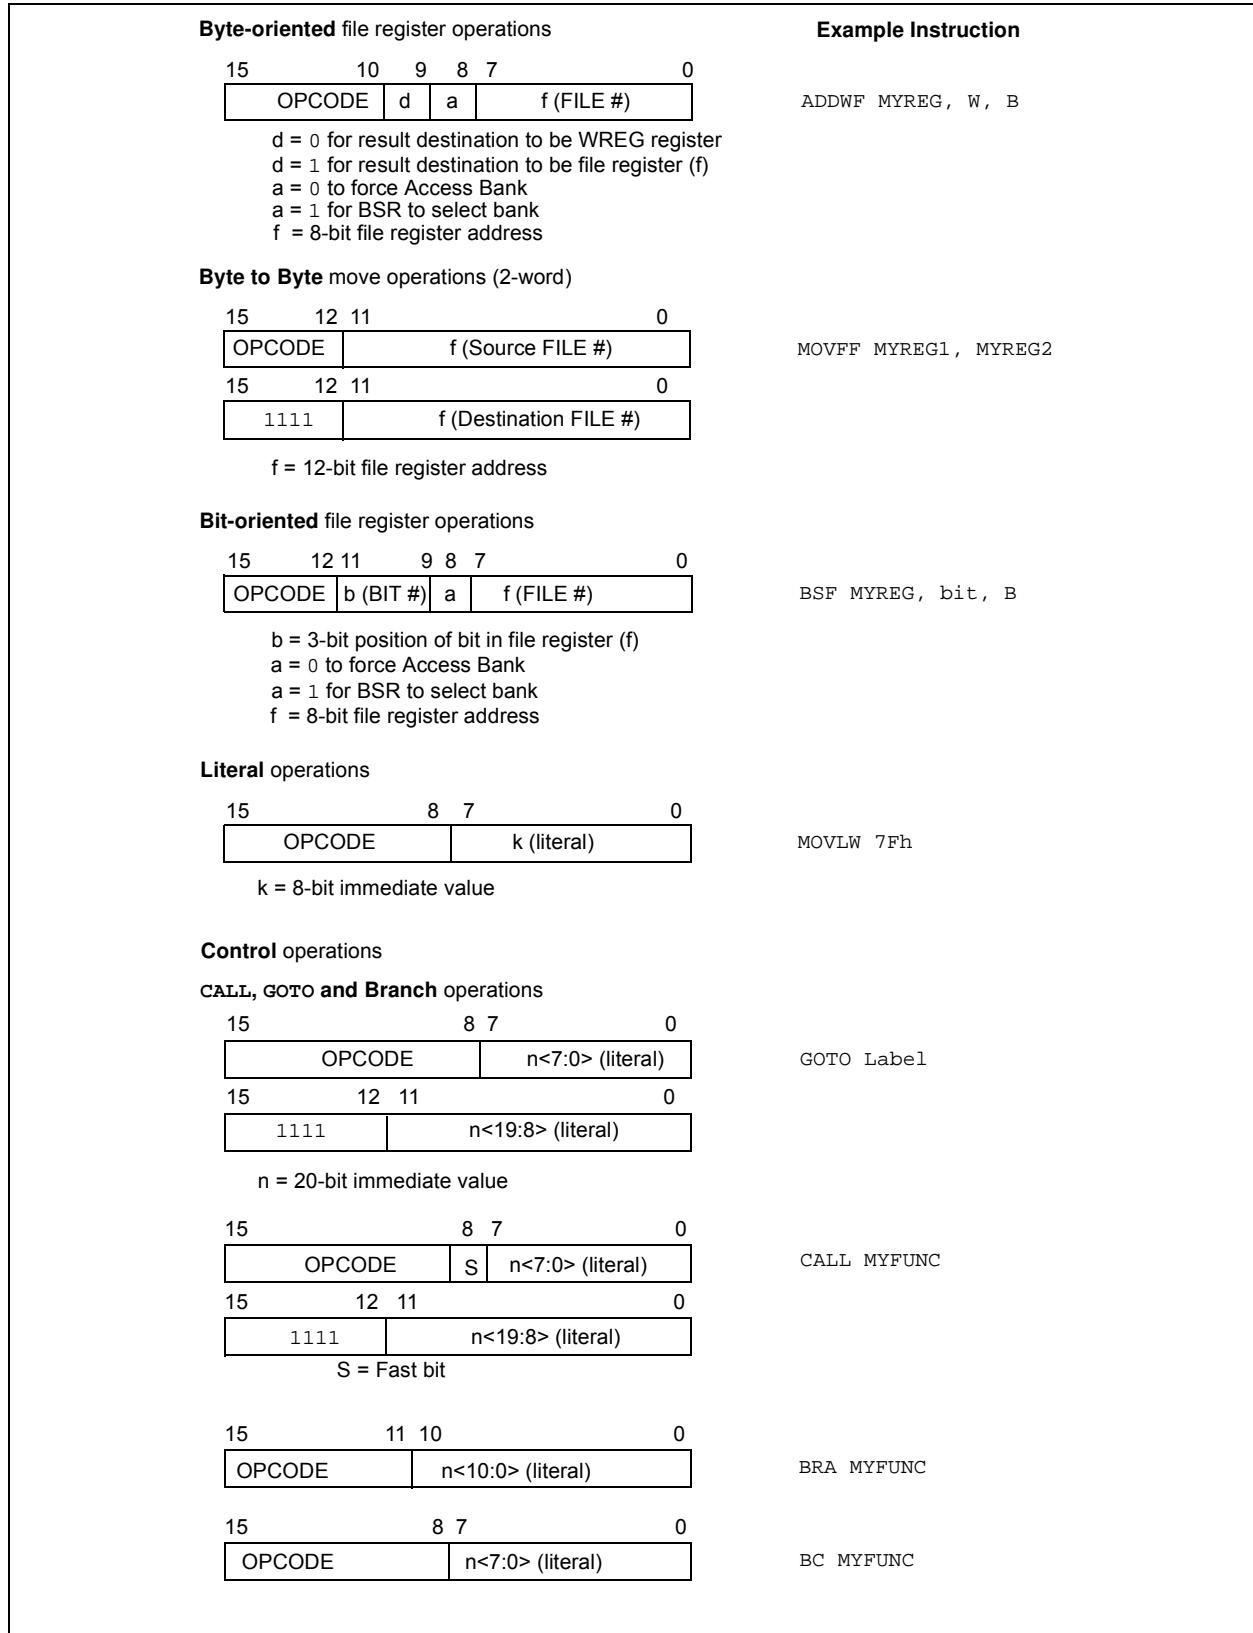 Byte-oriented file register operations Example Instruction
15 10 9 8 7 0
OPCODE d a f (FILE #) ADDWF MYREG, W, B
d = 0 for result destination to be WREG register
d = 1 for result destination to be file register (f)
a = 0 to force Access Bank
a = 1 for BSR to select bank
f = 8-bit file register address
Byte to Byte move operations (2-word)
15 12 11 0
OPCODE f (Source FILE #) MOVFF MYREG1, MYREG2
15 12 11 0
1111 f (Destination FILE #)
f = 12-bit file register address
Bit-oriented file register operations
15 12 11 9 8 7 0
OPCODE b (BIT #) a f (FILE #) BSF MYREG, bit, B
b = 3-bit position of bit in file register (f)
a = 0 to force Access Bank
a = 1 for BSR to select bank
f = 8-bit file register address
Literal operations
15 8 7 0
OPCODE k (literal) MOVLW 7Fh
k = 8-bit immediate value
Control operations
CALL, GOTO and Branch operations
15 8 7 0
OPCODE n<7:0> (literal) GOTO Label
15 12 11 0
1111 n<19:8> (literal)
n = 20-bit immediate value
15 8 7 0
OPCODE S n<7:0> (literal) CALL MYFUNC
15 12 11 0
1111 n<19:8> (literal)
S = Fast bit
15 11 10 0
OPCODE n<10:0> (literal) BRA MYFUNC
15 8 7 0
OPCODE n<7:0> (literal) BC MYFUNC